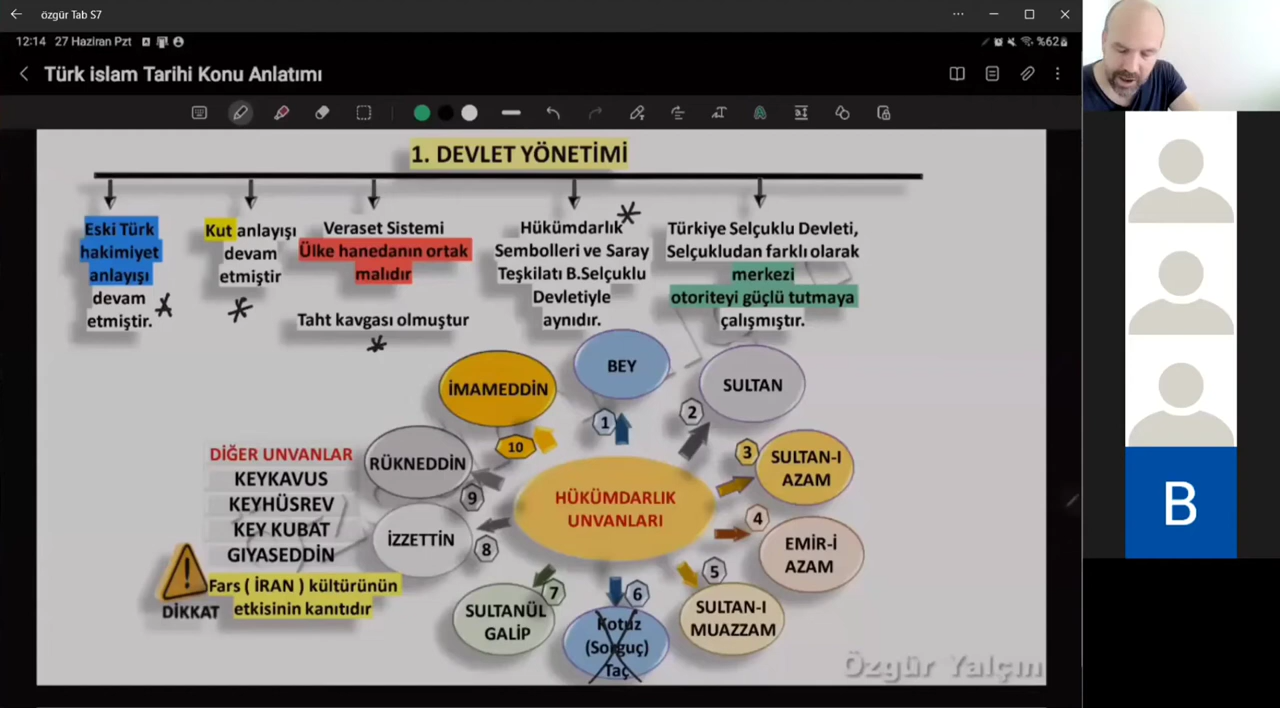 özgür Tab S7
12:14 27 Haziran Pzt
%62
Türk islam Tarihi Konu Anlatımı
1. DEVLET YÖNETİMİ
Eski Türk
hakimiyet
anlayışı
devam
etmiştir.
Kut anlayışı
devam
etmiştir
Veraset Sistemi
Ülke hanedanın ortak
malıdır
Taht kavgası olmuştur
Hükümdarlık
Sembolleri ve Saray
Teşkilatı B.Selçuklu
Devletiyle
aynıdır.
Türkiye Selçuklu Devleti,
Selçukludan farklı olarak
merkezi
otoriteyi güçlü tutmaya
çalışmıştır.
HÜKÜMDARLIK
UNVANLARI
1
BEY
2
SULTAN
3
SULTAN-I
AZAM
4
EMİR-İ
AZAM
5
SULTAN-I
MUAZZAM
6
Kotuz
(Sorguç)
Taç
7
SULTANÜL
GALİP
8
İZZETTİN
9
RÜKNEDDİN
10
İMAMEDDİN
DİĞER UNVANLAR
KEYKAVUS
KEYHÜSREV
KEY KUBAT
GIYASEDDİN
DİKKAT
Fars ( İRAN ) kültürünün
etkisinin kanıtıdır
Özgür Yalçın
B